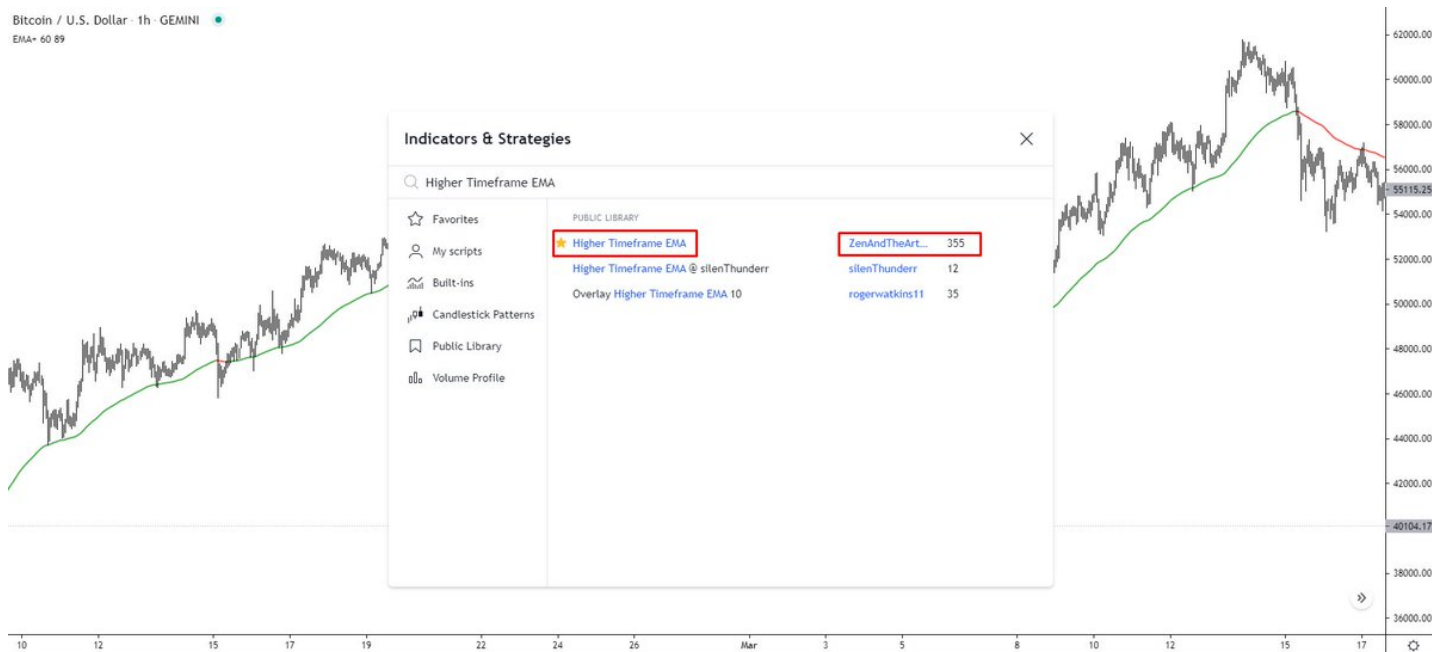 Bitcoin / U.S. Dollar · 1h · GEMINI
EMA+ 60 89
Indicators & Strategies
Higher Timeframe EMA
Favorites
My scripts
Built-ins
Candlestick Patterns
Public Library
Volume Profile
PUBLIC LIBRARY
Higher Timeframe EMA ZenAndTheArt... 355
Higher Timeframe EMA @ silenThunderr silenThunderr 12
Overlay Higher Timeframe EMA 10 rogerwatkins11 35
62000.00
60000.00
58000.00
56000.00
55115.25
54000.00
52000.00
50000.00
48000.00
46000.00
44000.00
42000.00
40104.17
38000.00
36000.00
10 12 15 17 19 22 24 26 Mar 3 5 8 10 12 15 17